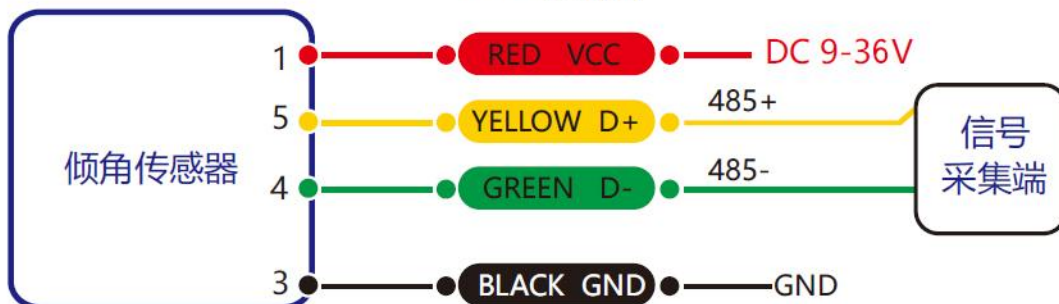 1 RED VCC DC 9-36V
5 YELLOW D+ 485+
4 GREEN D- 485-
3 BLACK GND GND
倾角传感器
信号
采集端